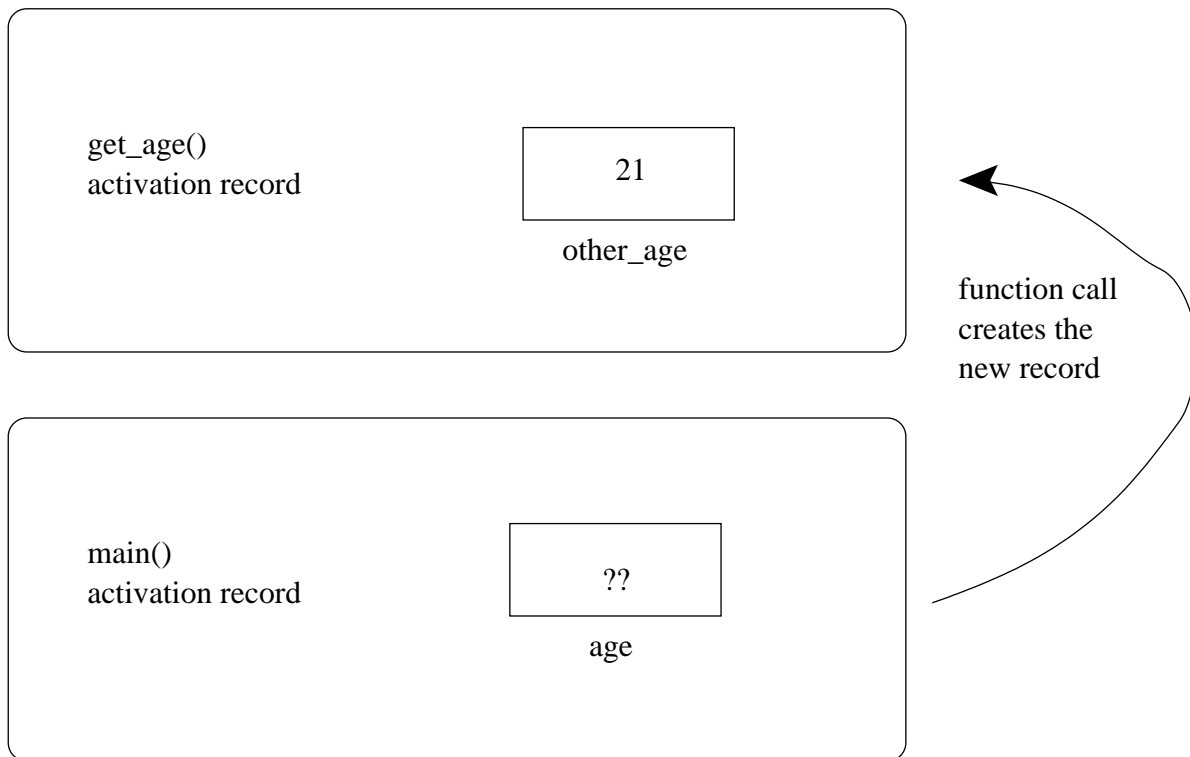 get_age()
activation record
21
other_age
function call
creates the
new record
main()
activation record
??
age